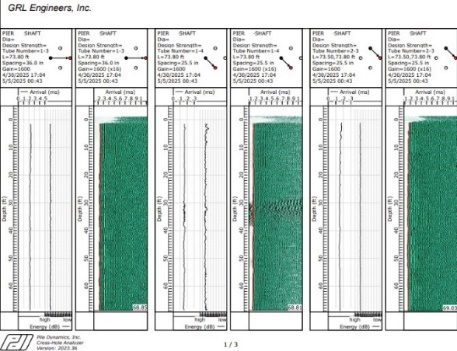 GRL Engineers, Inc.
PIER SHAFT
Dia=
Design Strength=
Tube Number=1-3
L=73.80 ft
Spacing=36.0 in
Gain=1600
4/30/2025 17:04
5/5/2025 00:43
Arrival (ms)
Depth (ft)
high low
Energy (dB)
PIER SHAFT
Dia=
Design Strength=
Tube Number=1-3
L=73.80 ft
Spacing=36.0 in
Gain=1600 (x16)
4/30/2025 17:04
5/5/2025 00:43
Arrival (ms)
Depth (ft)
PIER SHAFT
Dia=
Design Strength=
Tube Number=1-4
L=73.80 ft
Spacing=25.5 in
Gain=1600
4/30/2025 17:04
5/5/2025 00:43
Arrival (ms)
Depth (ft)
high low
Energy (dB)
PIER SHAFT
Dia=
Design Strength=
Tube Number=1-4
L=73.80 ft
Spacing=25.5 in
Gain=1600 (x16)
4/30/2025 17:04
5/5/2025 00:43
Arrival (ms)
Depth (ft)
PIER SHAFT
Dia=
Design Strength=
Tube Number=2-3
L=73.50,73.80 ft
Spacing=25.5 in
Gain=1600
4/30/2025 17:04
5/5/2025 00:43
Arrival (ms)
Depth (ft)
high low
Energy (dB)
PIER SHAFT
Dia=
Design Strength=
Tube Number=2-3
L=73.50,73.80 ft
Spacing=25.5 in
Gain=1600 (x16)
4/30/2025 17:04
5/5/2025 00:43
Arrival (ms)
Depth (ft)
Pile Dynamics, Inc.
Cross-Hole Analyzer
Version: 2023.36
1 / 3